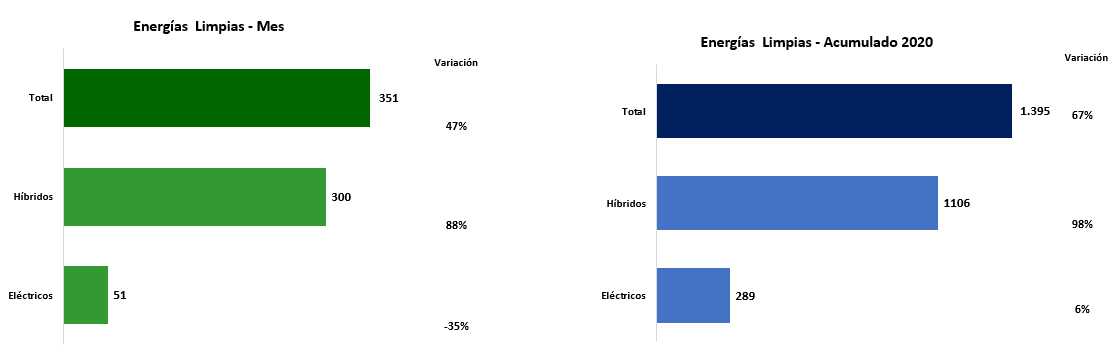 Energías  Limpias - Mes
Variación
Total
351
47%
Híbridos
300
88%
Eléctricos
51
-35%
Energías  Limpias - Acumulado 2020
Variación
Total
1.395
67%
Híbridos
1106
98%
Eléctricos
289
6%